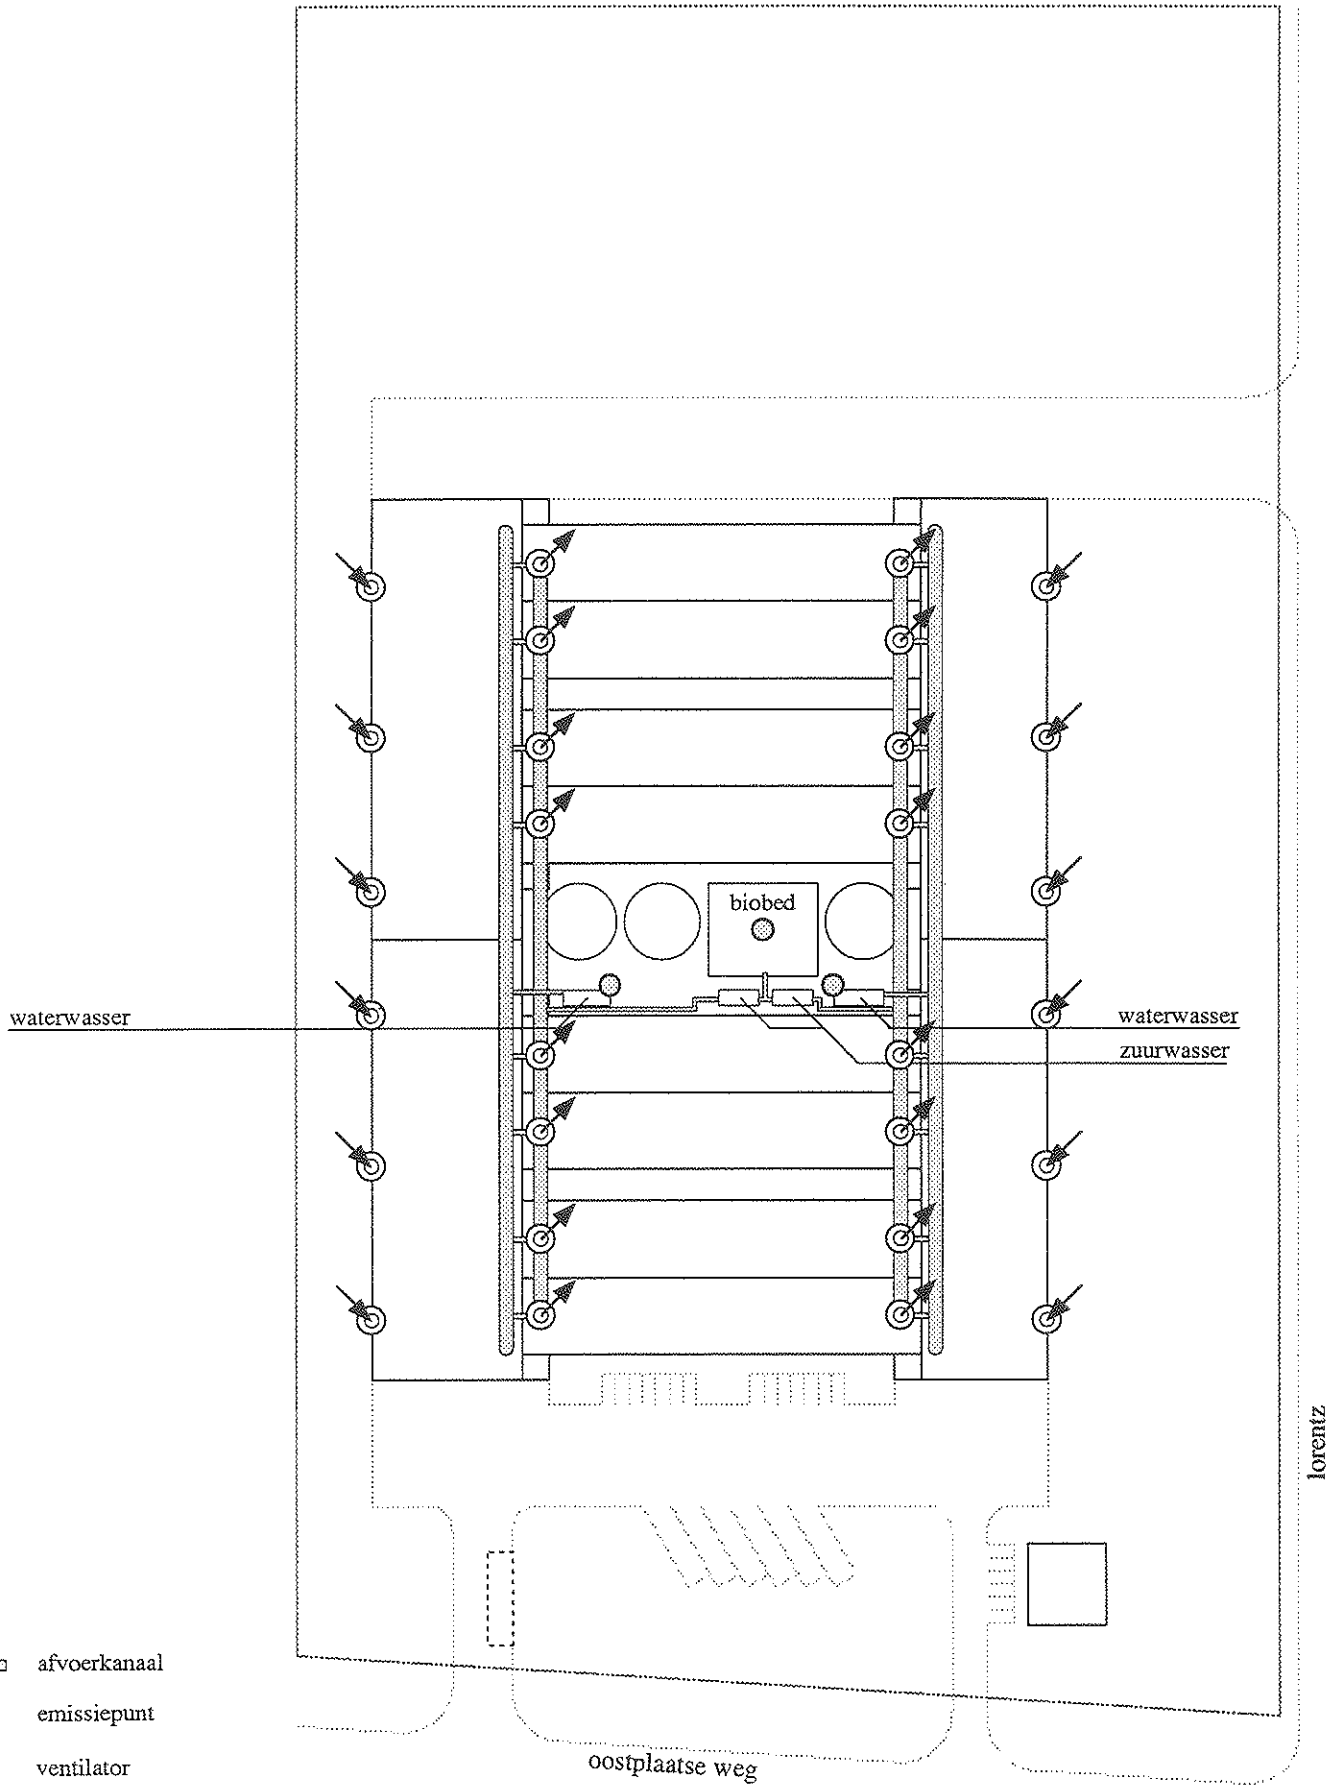 biobed
waterwasser
waterwasser
zuurwasser
lorentz
afvoerkanaal
emissiepunt
ventilator
oostplaatse weg